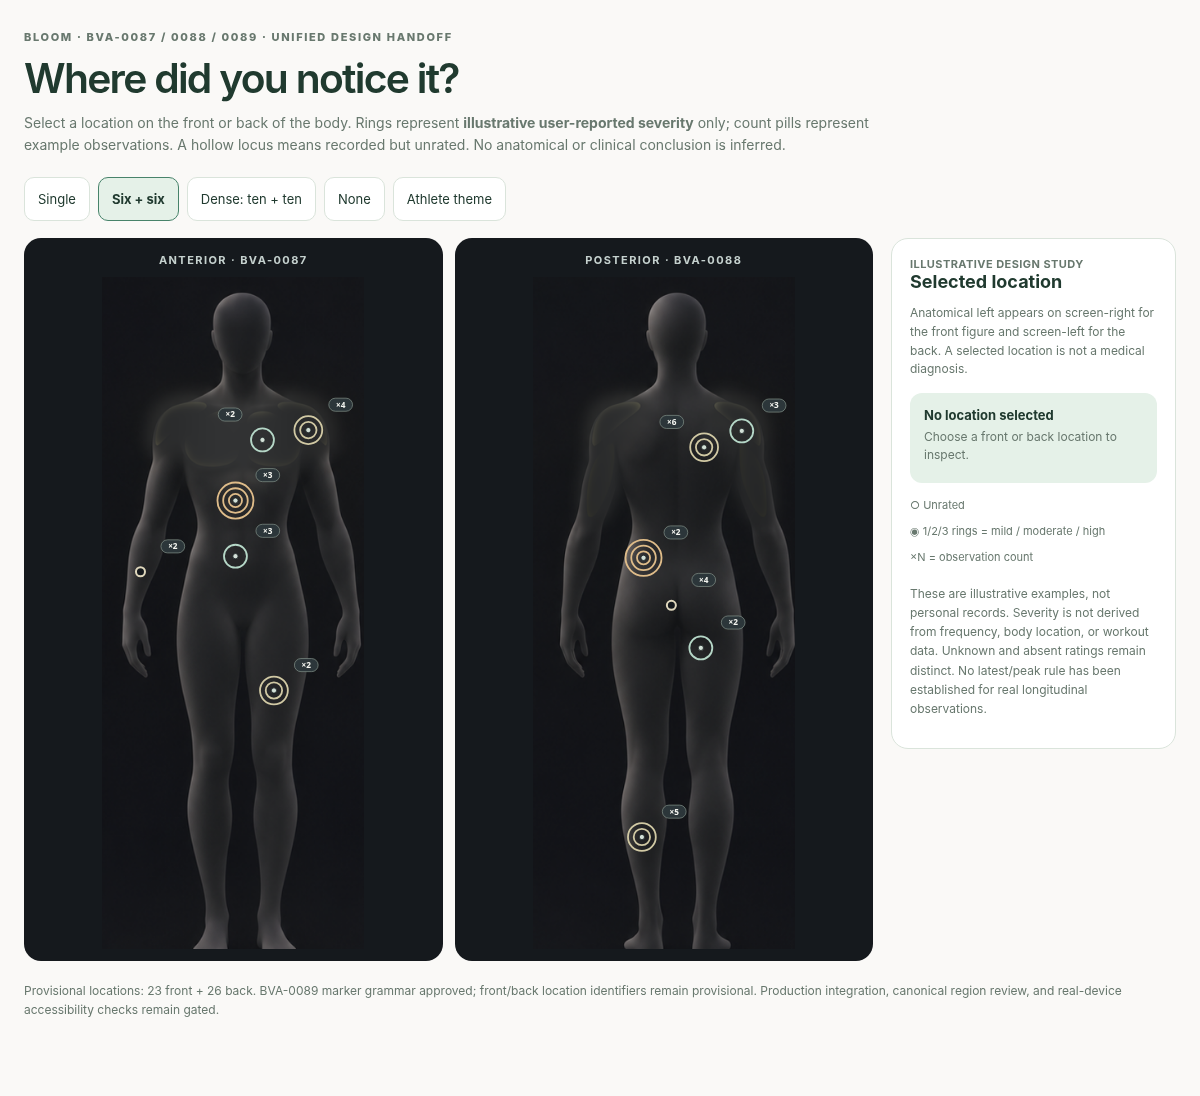 BLOOM · BVA-0087 / 0088 / 0089 · UNIFIED DESIGN HANDOFF
Where did you notice it?
Select a location on the front or back of the body. Rings represent illustrative user-reported severity only; count pills represent
example observations. A hollow locus means recorded but unrated. No anatomical or clinical conclusion is inferred.
Single
Six + six
Dense: ten + ten
None
Athlete theme
ANTERIOR · BVA-0087
×4
×2
×3
×3
×2
×2
POSTERIOR · BVA-0088
×3
×6
×2
×4
×2
×5
ILLUSTRATIVE DESIGN STUDY
Selected location
Anatomical left appears on screen-right for
the front figure and screen-left for the
back. A selected location is not a medical
diagnosis.
No location selected
Choose a front or back location to
inspect.
○ Unrated
◉ 1/2/3 rings = mild / moderate / high
×N = observation count
These are illustrative examples, not
personal records. Severity is not derived
from frequency, body location, or workout
data. Unknown and absent ratings remain
distinct. No latest/peak rule has been
established for real longitudinal
observations.
Provisional locations: 23 front + 26 back. BVA-0089 marker grammar approved; front/back location identifiers remain provisional. Production integration, canonical region review, and real-device
accessibility checks remain gated.